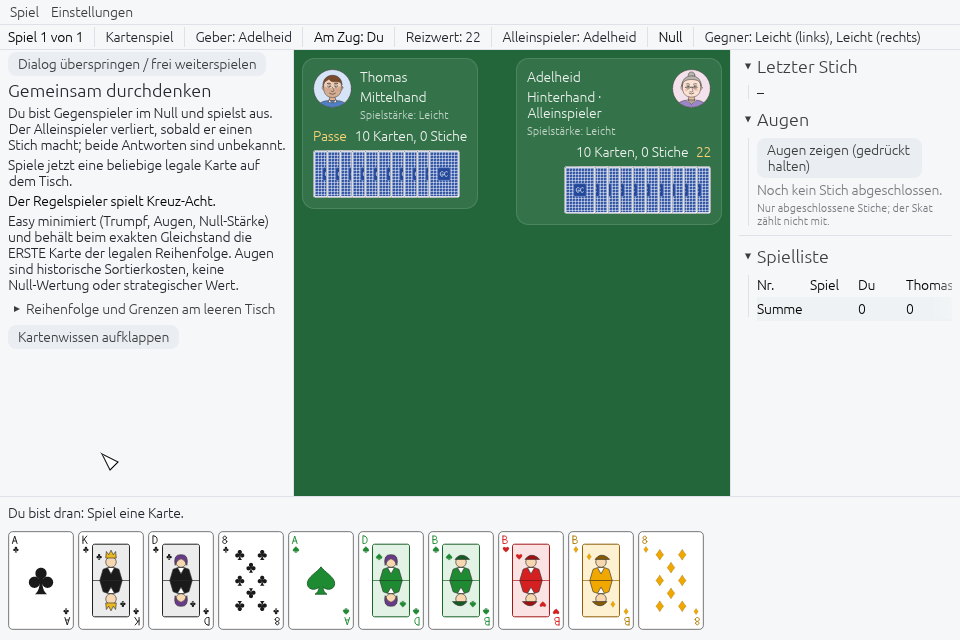 Spiel Einstellungen
Spiel 1 von 1 Kartenspiel Geber: Adelheid Am Zug: Du Reizwert: 22 Alleinspieler: Adelheid Null Gegner: Leicht (links), Leicht (rechts)
Dialog überspringen / frei weiterspielen
Gemeinsam durchdenken
Du bist Gegenspieler im Null und spielst aus.
Der Alleinspieler verliert, sobald er einen
Stich macht; beide Antworten sind unbekannt.
Spiele jetzt eine beliebige legale Karte auf
dem Tisch.
Der Regelspieler spielt Kreuz-Acht.
Easy minimiert (Trumpf, Augen, Null-Stärke)
und behält beim exakten Gleichstand die
ERSTE Karte der legalen Reihenfolge. Augen
sind historische Sortierkosten, keine
Null-Wertung oder strategischer Wert.
Reihenfolge und Grenzen am leeren Tisch
Kartenwissen aufklappen
Thomas
Mittelhand
Spielstärke: Leicht
Passe 10 Karten, 0 Stiche
GC
Adelheid
Hinterhand ·
Alleinspieler
Spielstärke: Leicht
10 Karten, 0 Stiche 22
GC
Letzter Stich
–
Augen
Augen zeigen (gedrückt
halten)
Noch kein Stich abgeschlossen.
Nur abgeschlossene Stiche; der Skat
zählt nicht mit.
Spielliste
Nr. Spiel Du Thomas
Summe 0 0
Du bist dran: Spiel eine Karte.
A K D 8 A D B B B 8
A K D 8 A D B B B 8